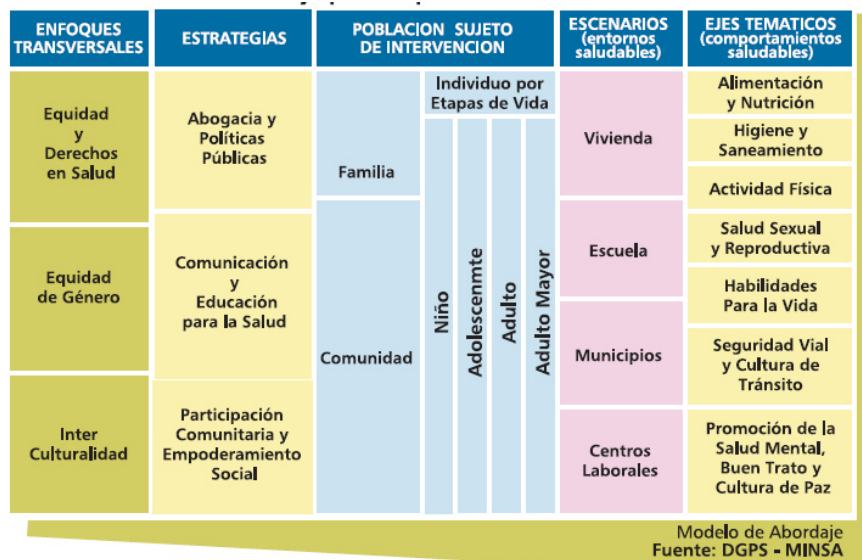 ENFOQUES
TRANSVERSALES
ESTRATEGIAS
POBLACION SUJETO
DE INTERVENCION
ESCENARIOS
(entornos
saludables)
EJES TEMATICOS
(comportamientos
saludables)
Equidad
y
Derechos
en Salud
Equidad
de Género
Inter
Culturalidad
Abogacia y
Políticas
Públicas
Comunicación
y
Educación
para la Salud
Participación
Comunitaria y
Empoderamiento
Social
Familia
Comunidad
Individuo por
Etapas de Vida
Niño
Adolescenmte
Adulto
Adulto Mayor
Vivienda
Escuela
Municipios
Centros
Laborales
Alimentación
y Nutrición
Higiene y
Saneamiento
Actividad Física
Salud Sexual
y Reproductiva
Habilidades
Para la Vida
Seguridad Vial
y Cultura de
Tránsito
Promoción de la
Salud Mental,
Buen Trato y
Cultura de Paz
Modelo de Abordaje
Fuente: DGPS - MINSA